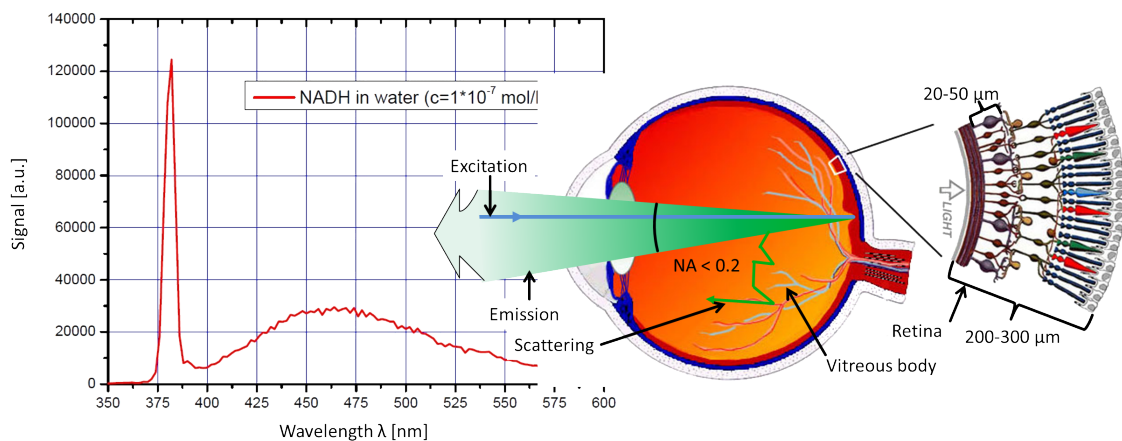 140000
120000
100000
80000
60000
40000
20000
0
Signal [a.u.]
350
375
400
425
450
475
500
525
550
575
600
Wavelength λ [nm]
NADH in water (c=1*10⁻⁷ mol/
Excitation
Emission
Scattering
NA < 0.2
Vitreous body
Retina
20-50 μm
LIGHT
200-300 μm